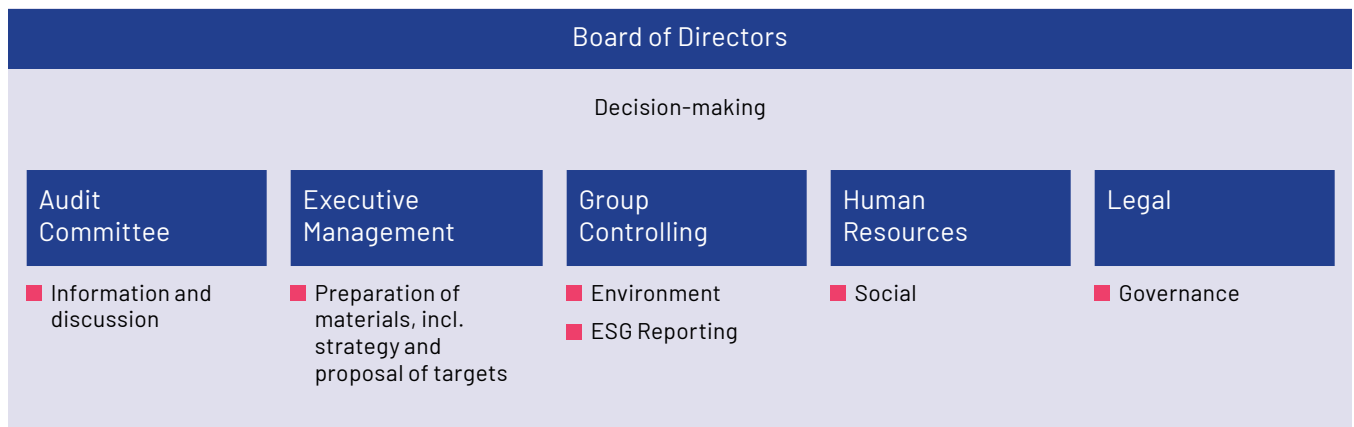 Board of Directors
Decision-making
Audit
Committee
Information and
discussion
Executive
Management
Preparation of
materials, incl.
strategy and
proposal of targets
Group
Controlling
Environment
ESG Reporting
Human
Resources
Social
Legal
Governance